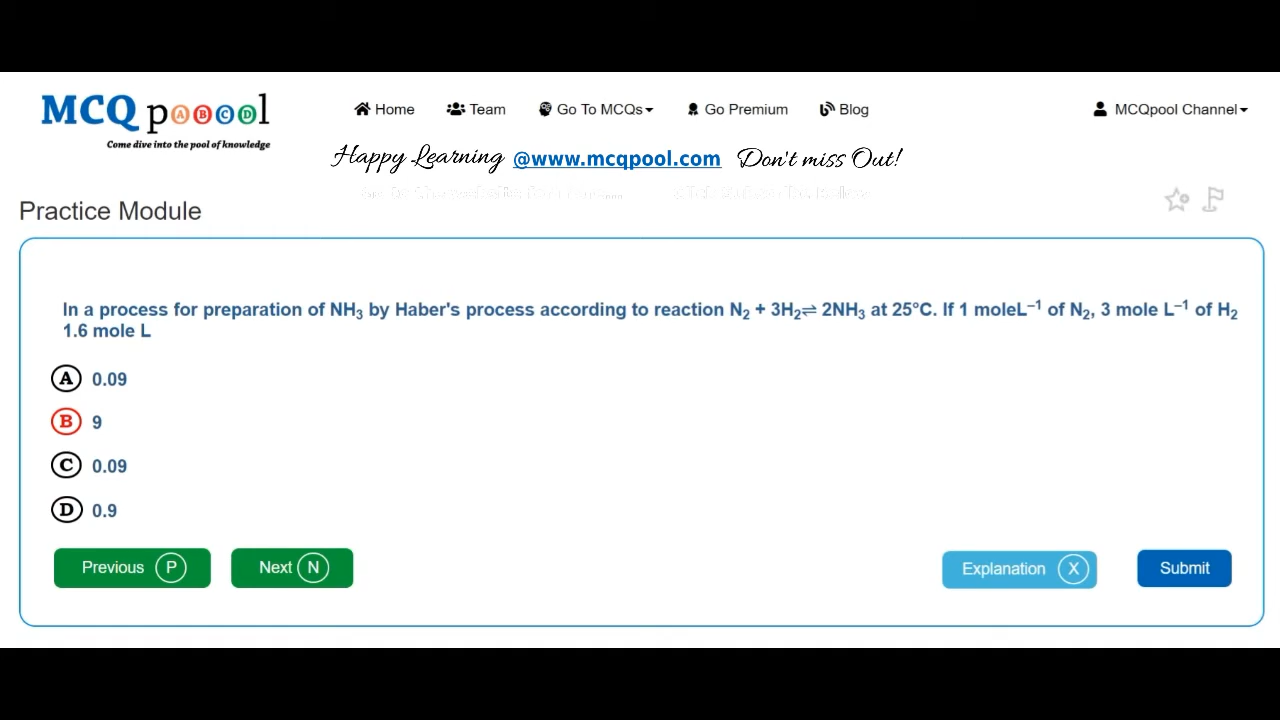 MCQ pABCDl
Come dive into the pool of knowledge
Home Team Go To MCQs Go Premium Blog MCQpool Channel
Happy Learning @www.mcqpool.com Don't miss Out!
Practice Module
In a process for preparation of NH₃ by Haber's process according to reaction N₂ + 3H₂⇌ 2NH₃ at 25°C. If 1 moleL⁻¹ of N₂, 3 mole L⁻¹ of H₂
1.6 mole L
A 0.09
B 9
C 0.09
D 0.9
Previous P Next N Explanation X Submit